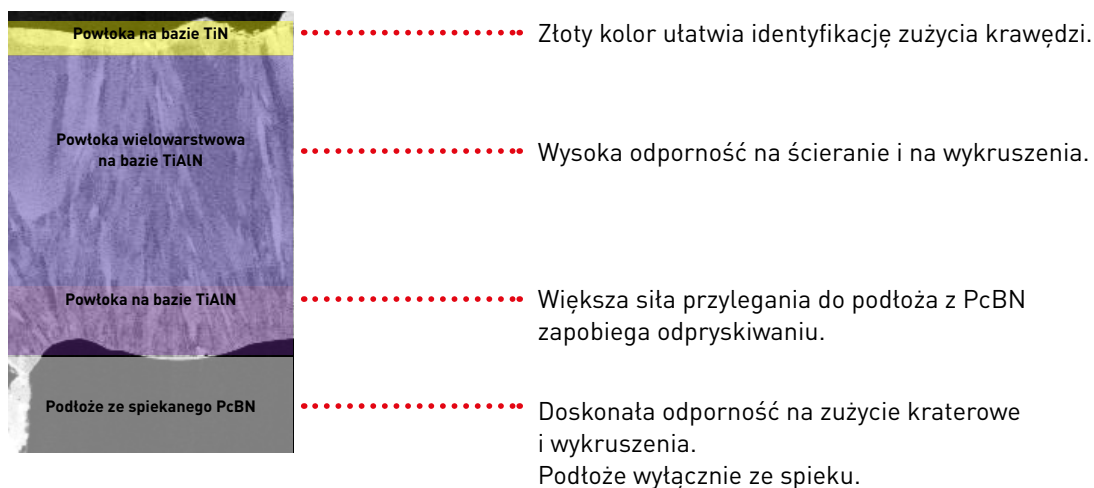 Powłoka na bazie TiN
Złoty kolor ułatwia identyfikację zużycia krawędzi.
Powłoka wielowarstwowa
na bazie TiAlN
Wysoka odporność na ścieranie i na wykruszenia.
Powłoka na bazie TiAlN
Większa siła przylegania do podłoża z PcBN
zapobiega odpryskiwaniu.
Podłoże ze spiekanego PcBN
Doskonała odporność na zużycie kraterowe
i wykruszenia.
Podłoże wyłącznie ze spieku.